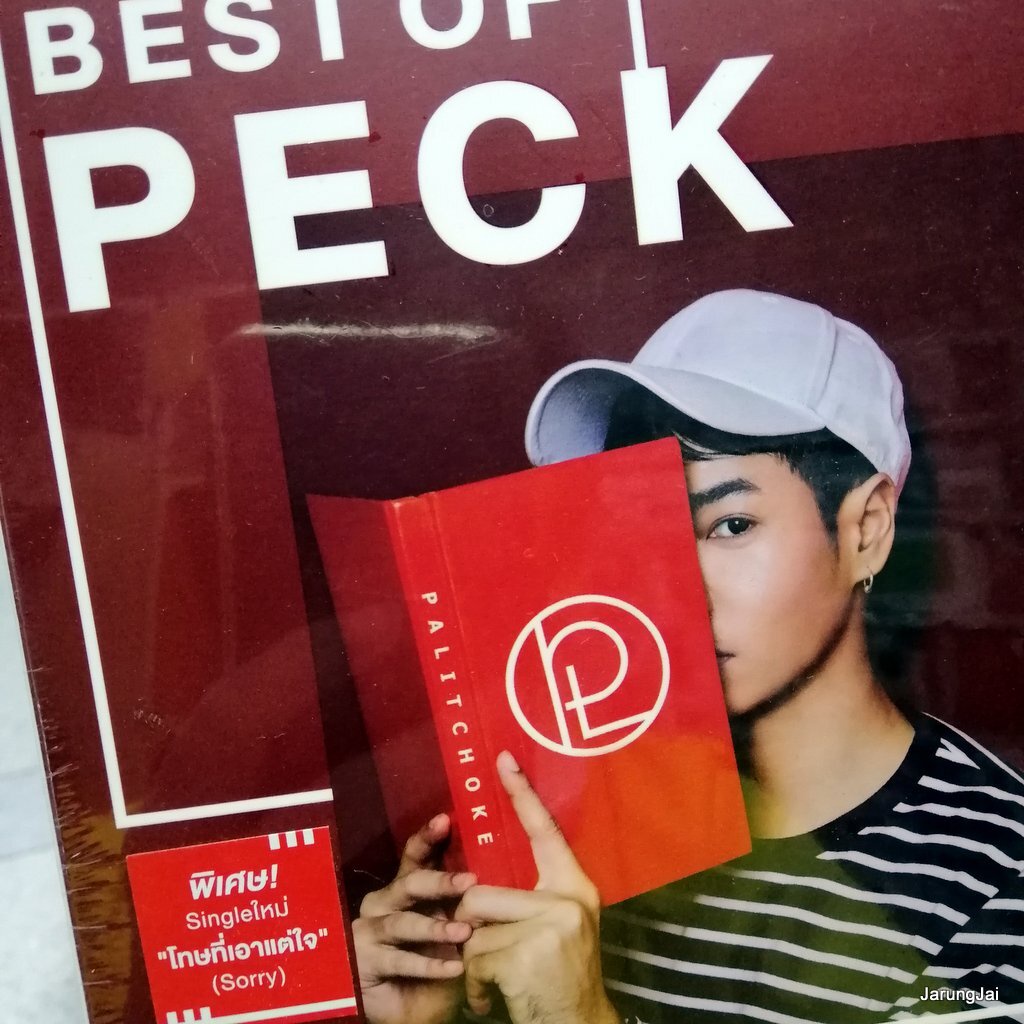 BEST OF
PECK
PALITCHOKE
พิเศษ!
Singleใหม่
"โทษที่เอาแต่ใจ"
(Sorry)
JarungJai